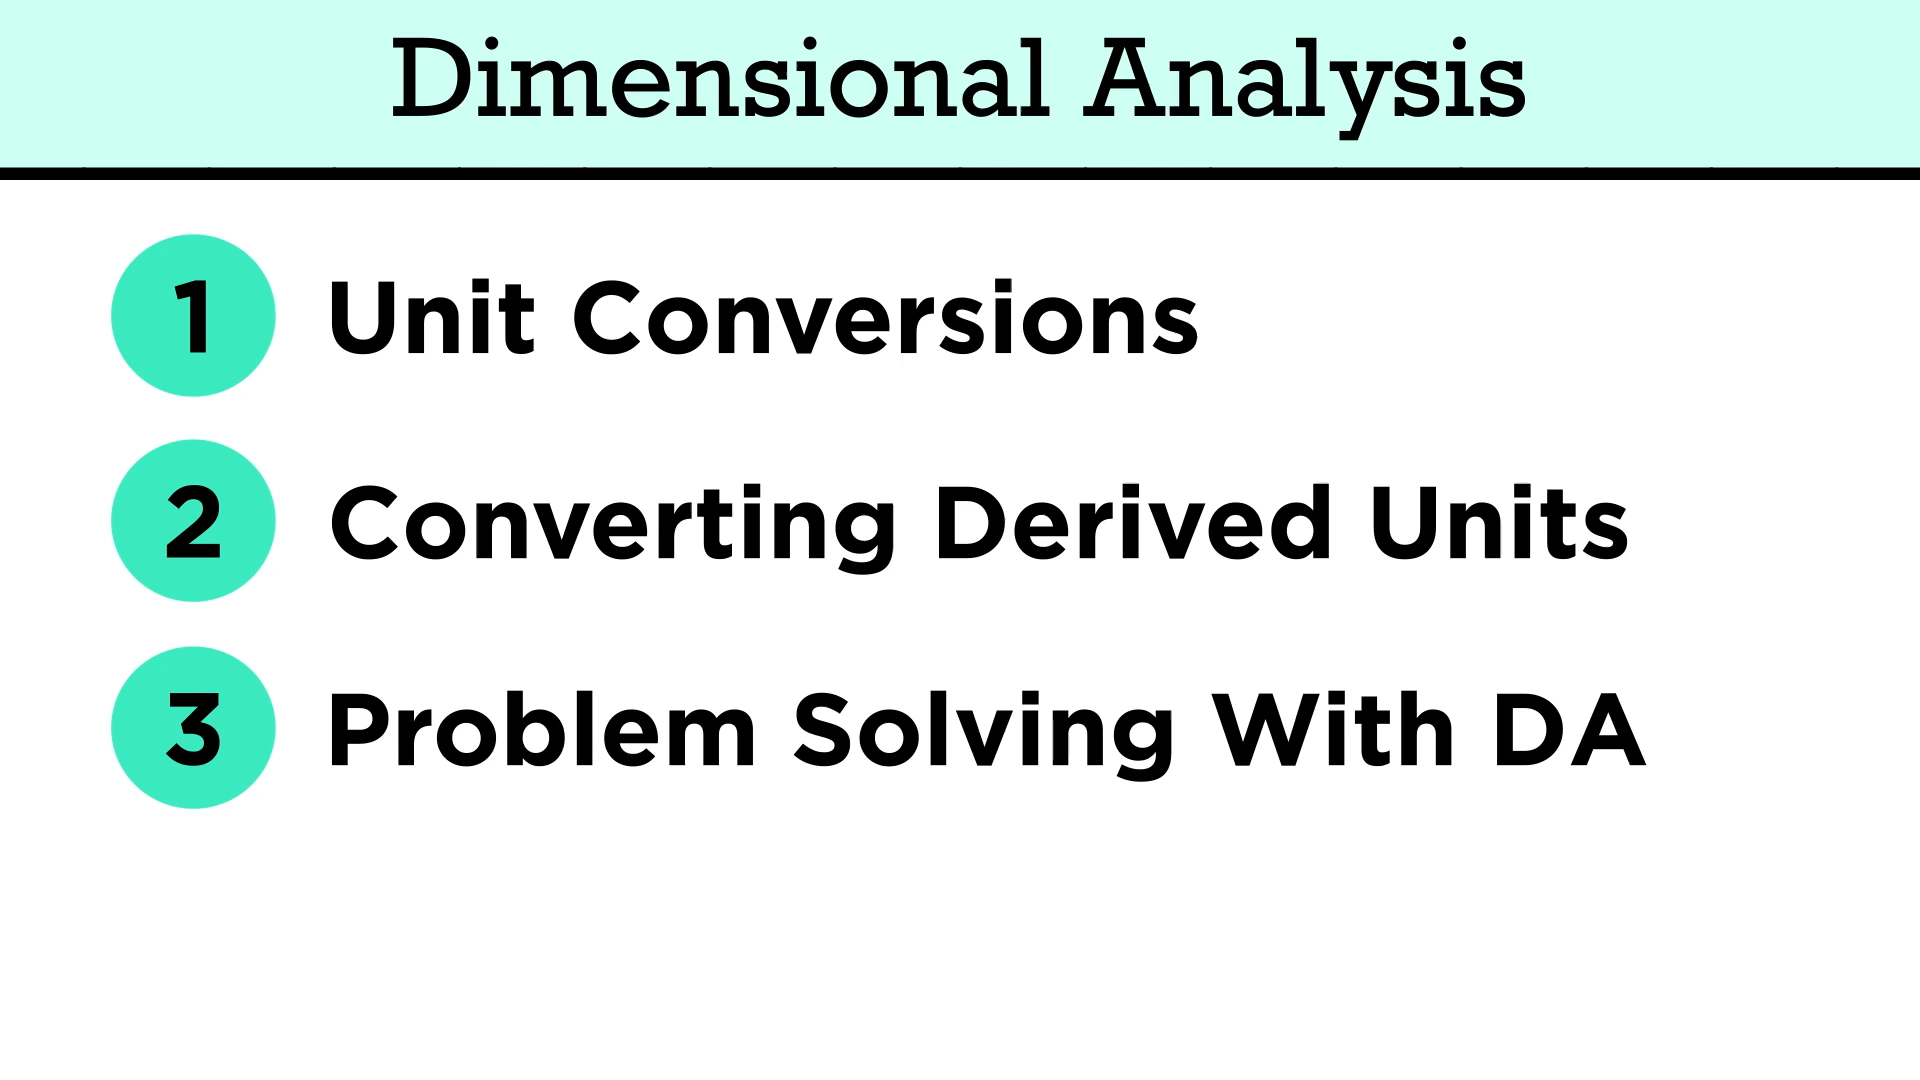 Dimensional Analysis
1 Unit Conversions
2 Converting Derived Units
3 Problem Solving With DA